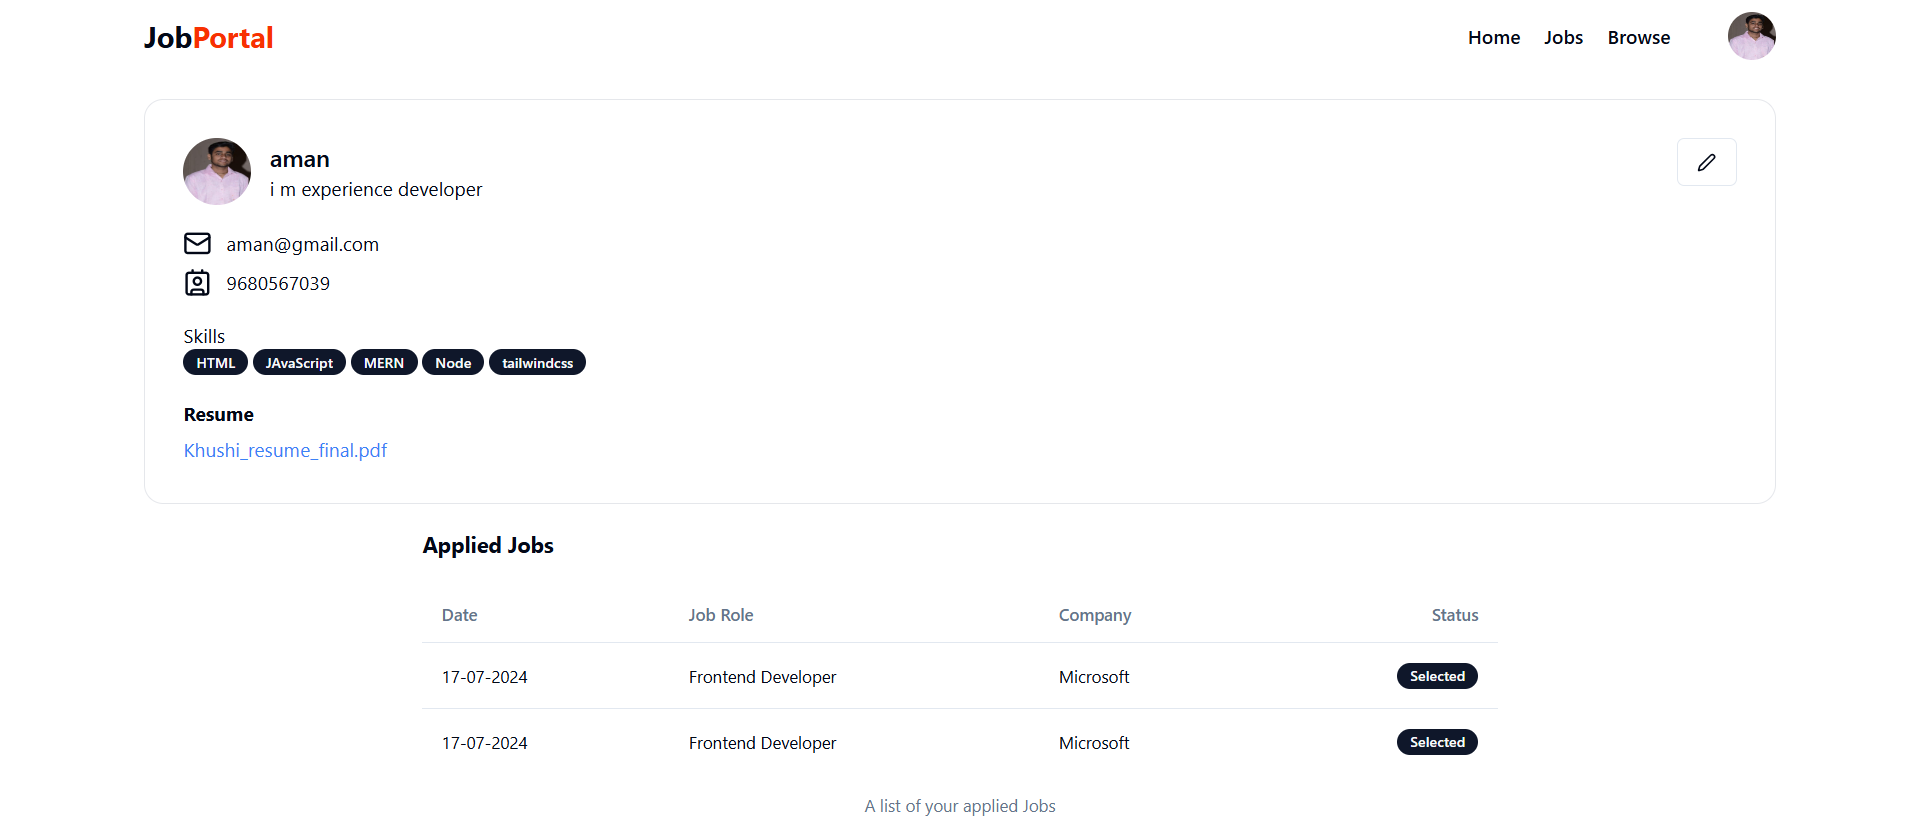 JobPortal
Home Jobs Browse
aman
i m experience developer
aman@gmail.com
9680567039
Skills
HTML JAvaScript MERN Node tailwindcss
Resume
Khushi_resume_final.pdf
Applied Jobs
Date Job Role Company Status
17-07-2024 Frontend Developer Microsoft Selected
17-07-2024 Frontend Developer Microsoft Selected
A list of your applied Jobs